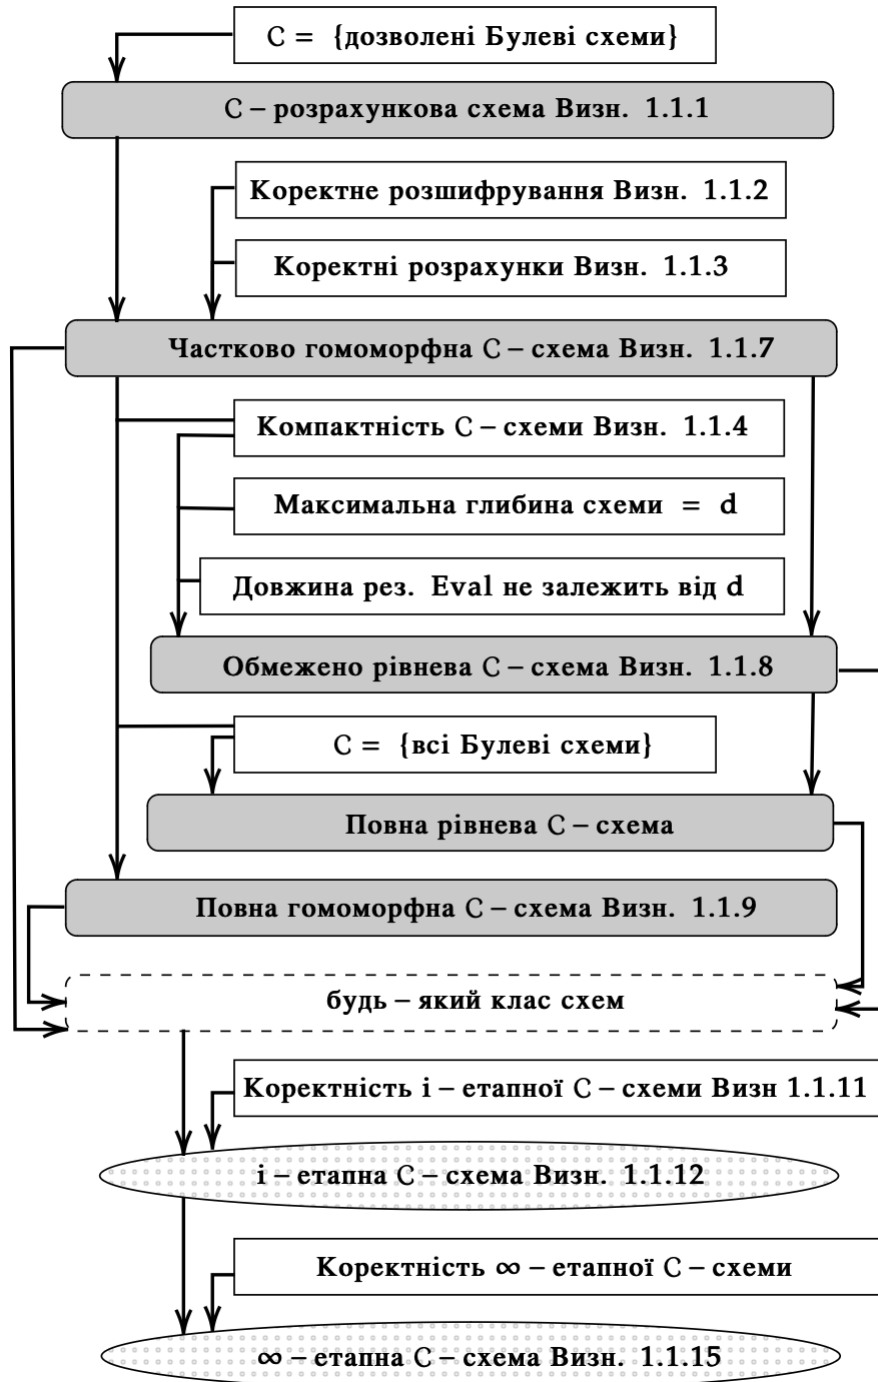 C = {дозволені Булеві схеми}
C – розрахункова схема Визн. 1.1.1
Коректне розшифрування Визн. 1.1.2
Коректні розрахунки Визн. 1.1.3
Частково гомоморфна C – схема Визн. 1.1.7
Компактність C – схеми Визн. 1.1.4
Максимальна глибина схеми = d
Довжина рез. Eval не залежить від d
Обмежено рівнева C – схема Визн. 1.1.8
C = {всі Булеві схеми}
Повна рівнева C – схема
Повна гомоморфна C – схема Визн. 1.1.9
будь – який клас схем
Коректність i – етапної C – схеми Визн 1.1.11
i – етапна C – схема Визн. 1.1.12
Коректність ∞ – етапної C – схеми
∞ – етапна C – схема Визн. 1.1.15